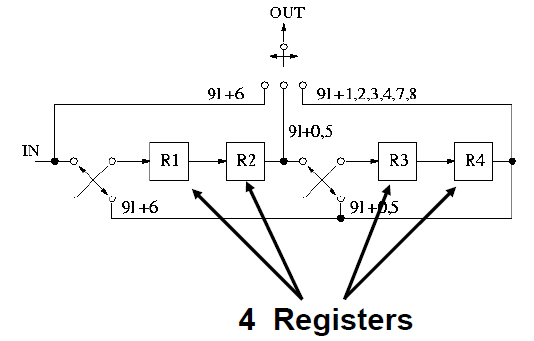 OUT
9l+6
9l+1,2,3,4,7,8
9l+0,5
IN
R1
R2
R3
R4
9l+6
9l+0,5
4 Registers